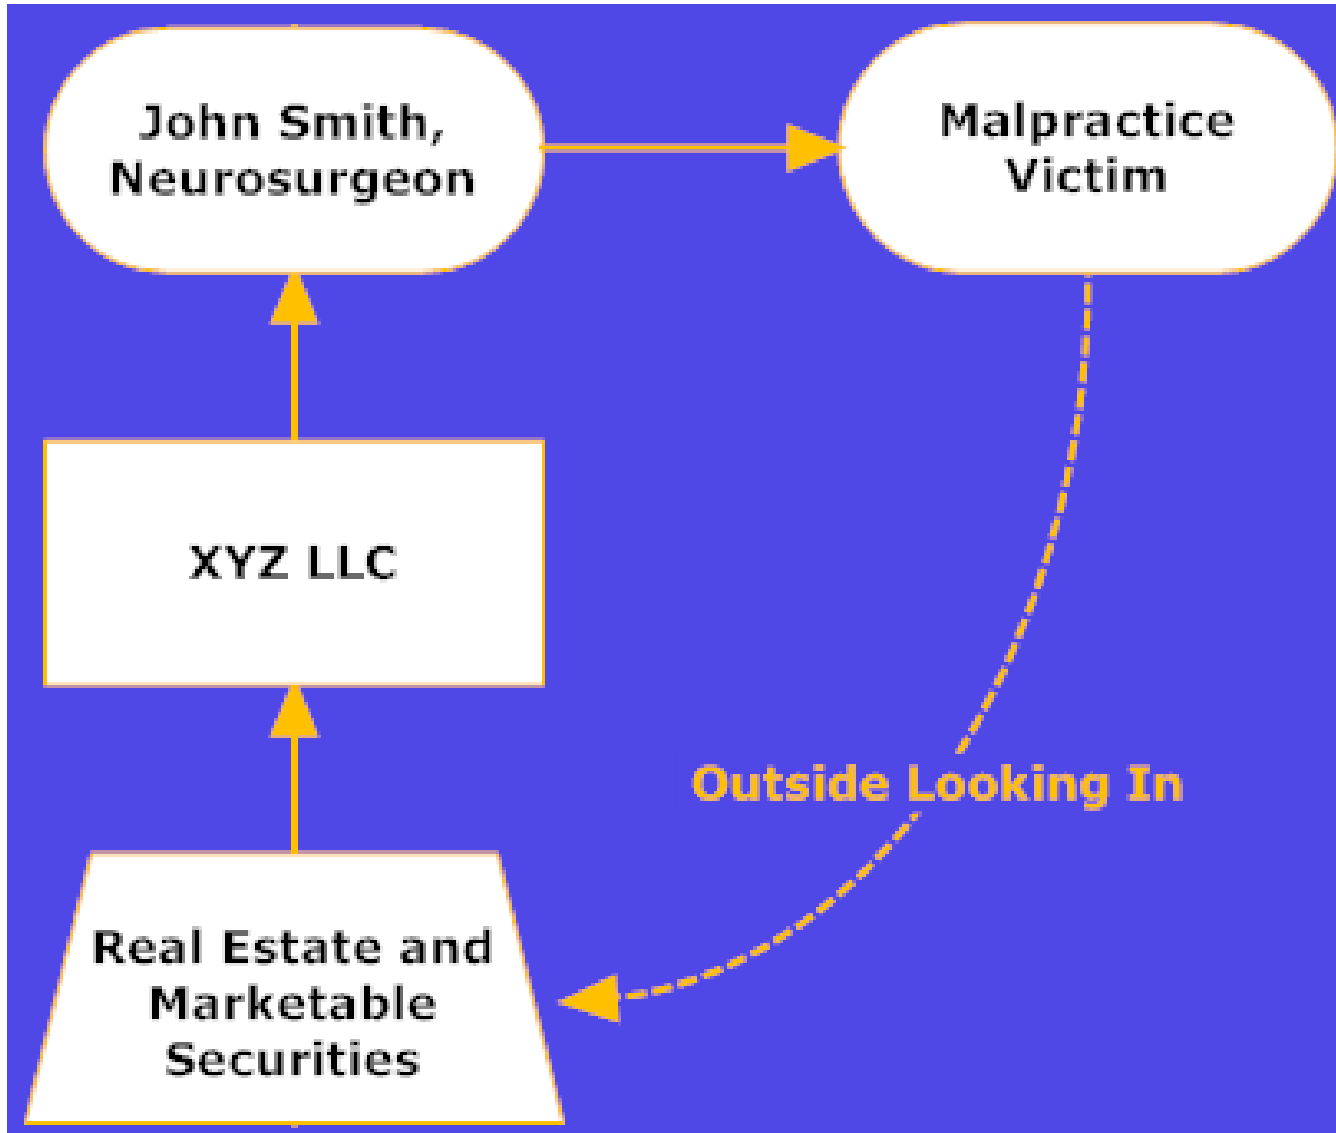 John Smith,
Neurosurgeon
Malpractice
Victim
XYZ LLC
Outside Looking In
Real Estate and
Marketable
Securities